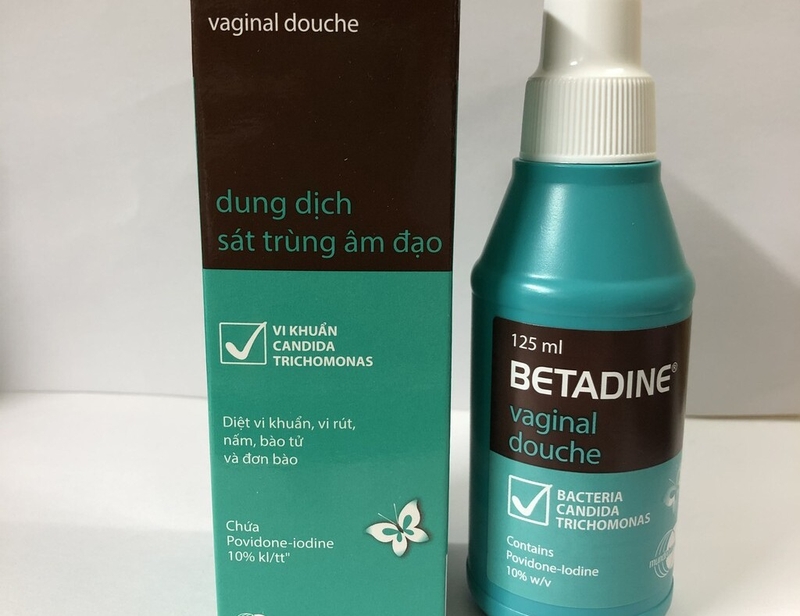 vaginal douche
dung dịch
sát trùng âm đạo
VI KHUẨN
CANDIDA
TRICHOMONAS
Diệt vi khuẩn, vi rút,
nấm, bào tử
và đơn bào
Chứa
Povidone-iodine
10% kl/tt"
125 ml
BETADINE®
vaginal
douche
BACTERIA
CANDIDA
TRICHOMONAS
Contains
Povidone-Iodine
10% w/v